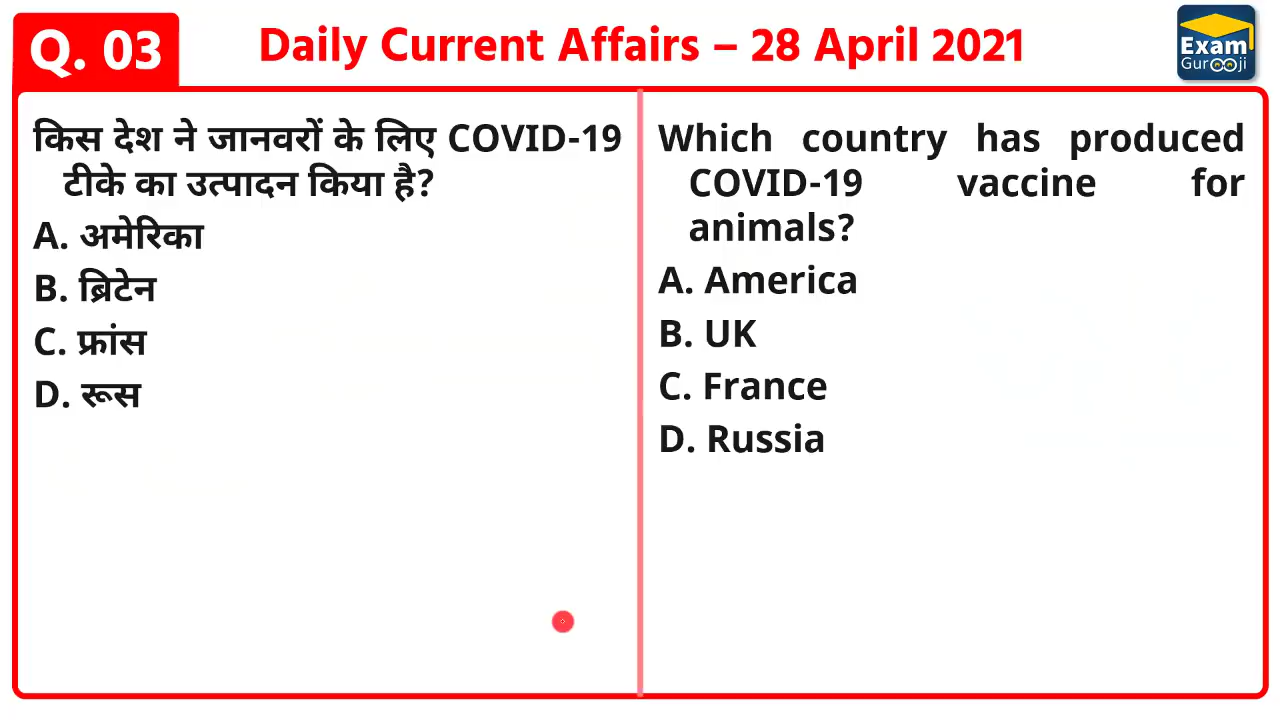 Q. 03
Daily Current Affairs – 28 April 2021
Exam
Gurooji
किस देश ने जानवरों के लिए COVID-19
टीके का उत्पादन किया है?
A. अमेरिका
B. ब्रिटेन
C. फ्रांस
D. रूस
Which country has produced
COVID-19 vaccine for
animals?
A. America
B. UK
C. France
D. Russia